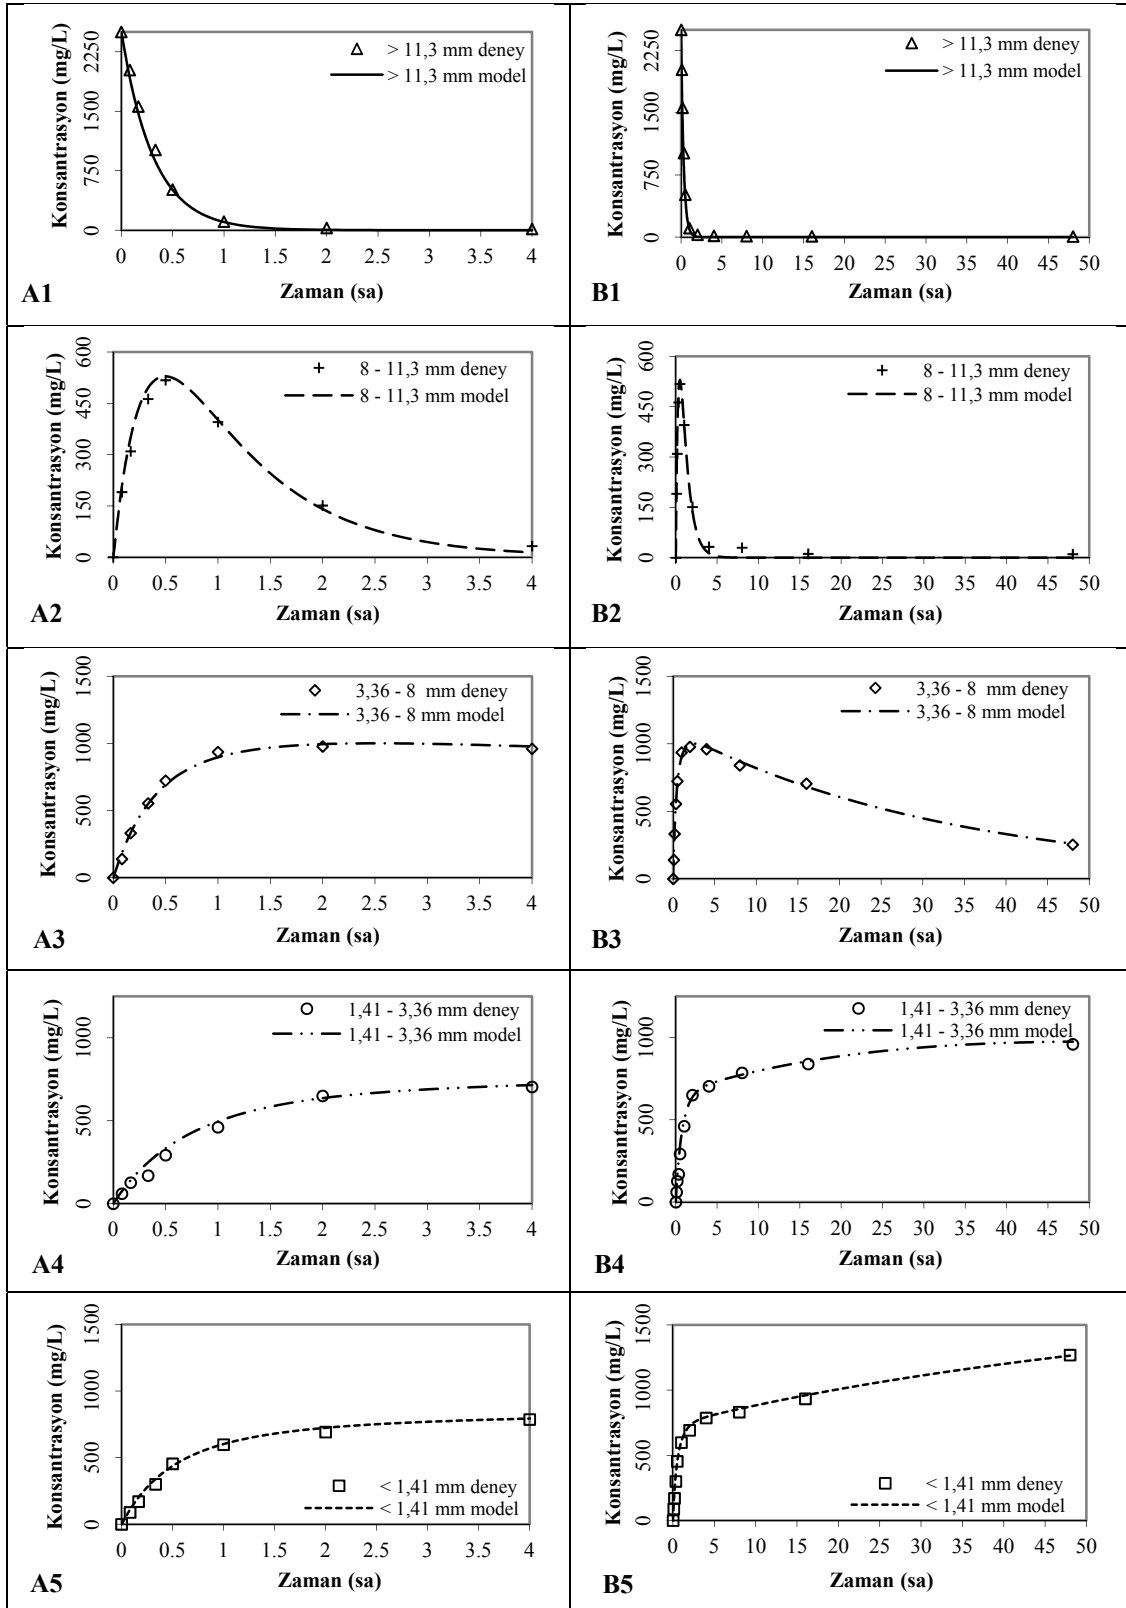 Konsantrasyon (mg/L)
2250
1500
750
0
> 11,3 mm deney
> 11,3 mm model
0 0.5 1 1.5 2 2.5 3 3.5 4
Zaman (sa)
A1
Konsantrasyon (mg/L)
2250
1500
750
0
> 11,3 mm deney
> 11,3 mm model
0 5 10 15 20 25 30 35 40 45 50
Zaman (sa)
B1
Konsantrasyon (mg/L)
600
450
300
150
0
8 - 11,3 mm deney
8 - 11,3 mm model
0 0.5 1 1.5 2 2.5 3 3.5 4
Zaman (sa)
A2
Konsantrasyon (mg/L)
600
450
300
150
0
8 - 11,3 mm deney
8 - 11,3 mm model
0 5 10 15 20 25 30 35 40 45 50
Zaman (sa)
B2
Konsantrasyon (mg/L)
1500
1000
500
0
3,36 - 8 mm deney
3,36 - 8 mm model
0 0.5 1 1.5 2 2.5 3 3.5 4
Zaman (sa)
A3
Konsantrasyon (mg/L)
1500
1000
500
0
3,36 - 8 mm deney
3,36 - 8 mm model
0 5 10 15 20 25 30 35 40 45 50
Zaman (sa)
B3
Konsantrasyon (mg/L)
1000
500
0
1,41 - 3,36 mm deney
1,41 - 3,36 mm model
0 0.5 1 1.5 2 2.5 3 3.5 4
Zaman (sa)
A4
Konsantrasyon (mg/L)
1000
500
0
1,41 - 3,36 mm deney
1,41 - 3,36 mm model
0 5 10 15 20 25 30 35 40 45 50
Zaman (sa)
B4
Konsantrasyon (mg/L)
1500
1000
500
0
< 1,41 mm deney
< 1,41 mm model
0 0.5 1 1.5 2 2.5 3 3.5 4
Zaman (sa)
A5
Konsantrasyon (mg/L)
1500
1000
500
0
< 1,41 mm deney
< 1,41 mm model
0 5 10 15 20 25 30 35 40 45 50
Zaman (sa)
B5